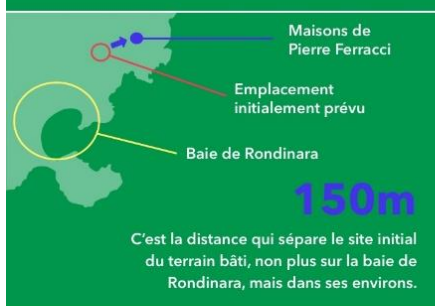 Maisons de
Pierre Ferracci
Emplacement
initialement prévu
Baie de Rondinara
150m
C'est la distance qui sépare le site initial
du terrain bâti, non plus sur la baie de
Rondinara, mais dans ses environs.